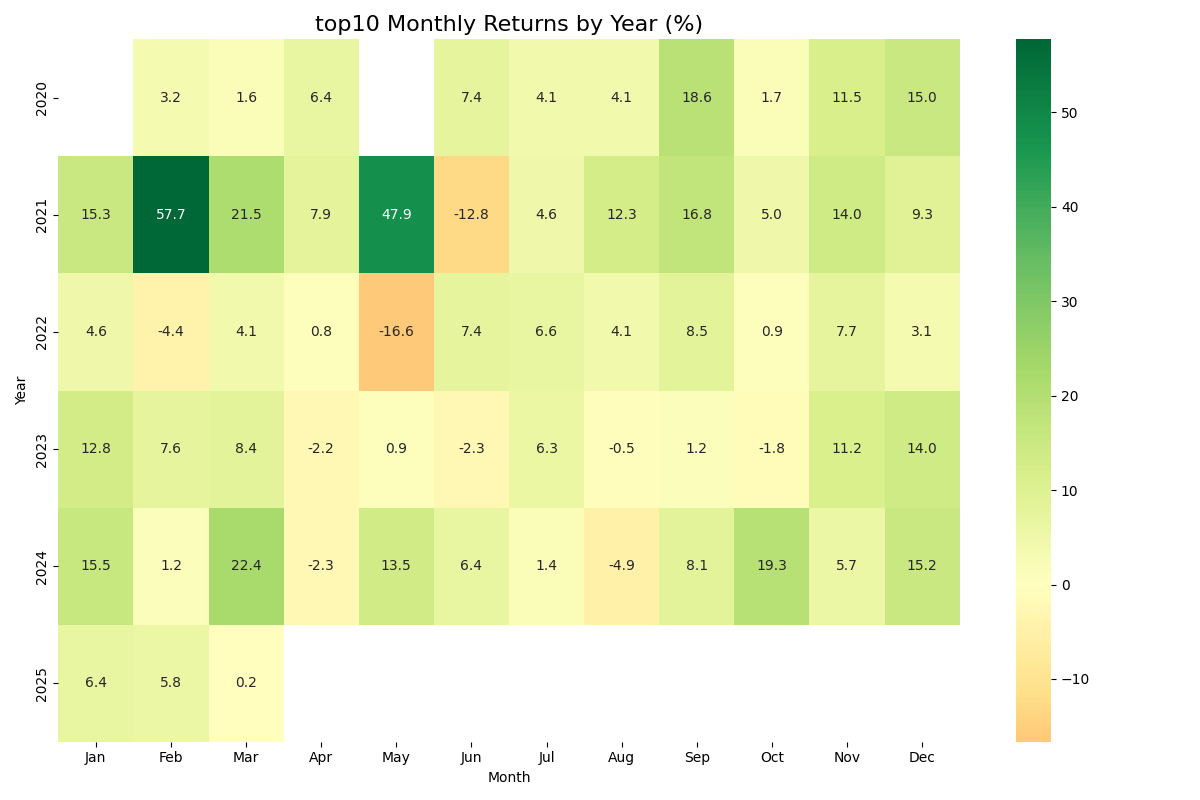 top10 Monthly Returns by Year (%)
2020 3.2 1.6 6.4 7.4 4.1 4.1 18.6 1.7 11.5 15.0
2021 15.3 57.7 21.5 7.9 47.9 -12.8 4.6 12.3 16.8 5.0 14.0 9.3
2022 4.6 -4.4 4.1 0.8 -16.6 7.4 6.6 4.1 8.5 0.9 7.7 3.1
2023 12.8 7.6 8.4 -2.2 0.9 -2.3 6.3 -0.5 1.2 -1.8 11.2 14.0
2024 15.5 1.2 22.4 -2.3 13.5 6.4 1.4 -4.9 8.1 19.3 5.7 15.2
2025 6.4 5.8 0.2
Year
Jan Feb Mar Apr May Jun Jul Aug Sep Oct Nov Dec
Month
50
40
30
20
10
0
−10